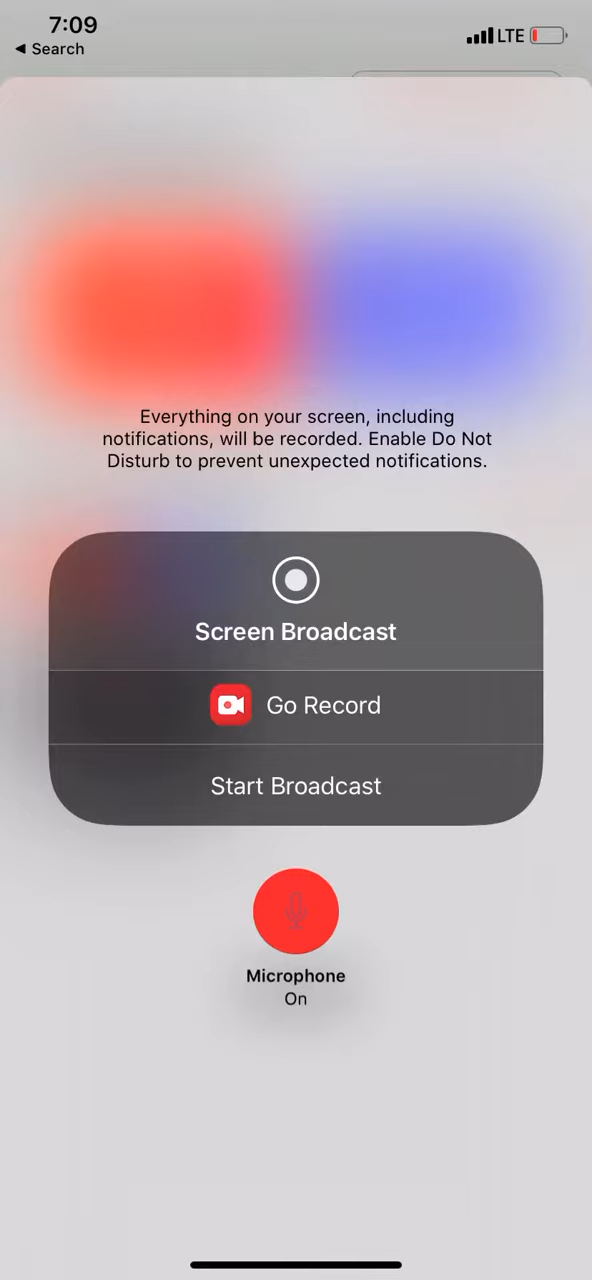 7:09
LTE
◀ Search
Everything on your screen, including
notifications, will be recorded. Enable Do Not
Disturb to prevent unexpected notifications.
Screen Broadcast
Go Record
Start Broadcast
Microphone
On